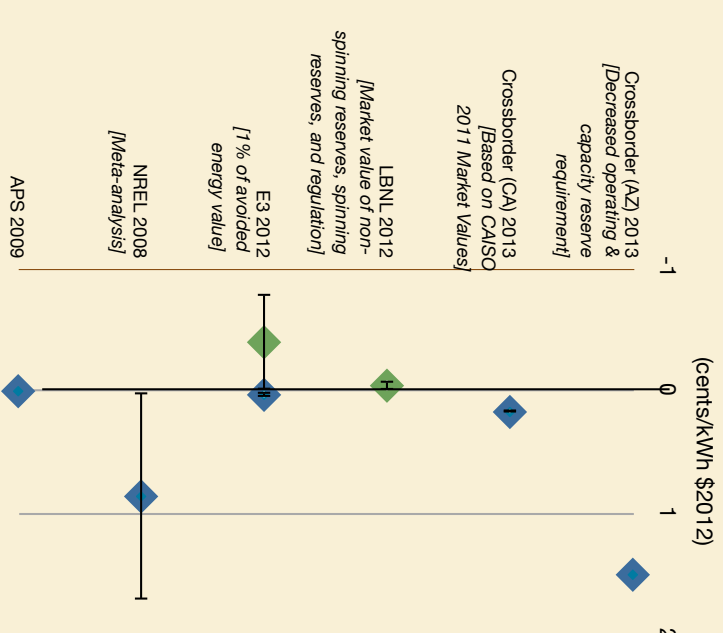 (cents/kWh $2012)
-1
0
1
2
Crossborder (AZ) 2013
[Decreased operating &
capacity reserve
requirement]
Crossborder (CA) 2013
[Based on CAISO
2011 Market Values]
LBNL 2012
[Market value of non-
spinning reserves, spinning
reserves, and regulation]
E3 2012
[1% of avoided
energy value]
NREL 2008
[Meta-analysis]
APS 2009